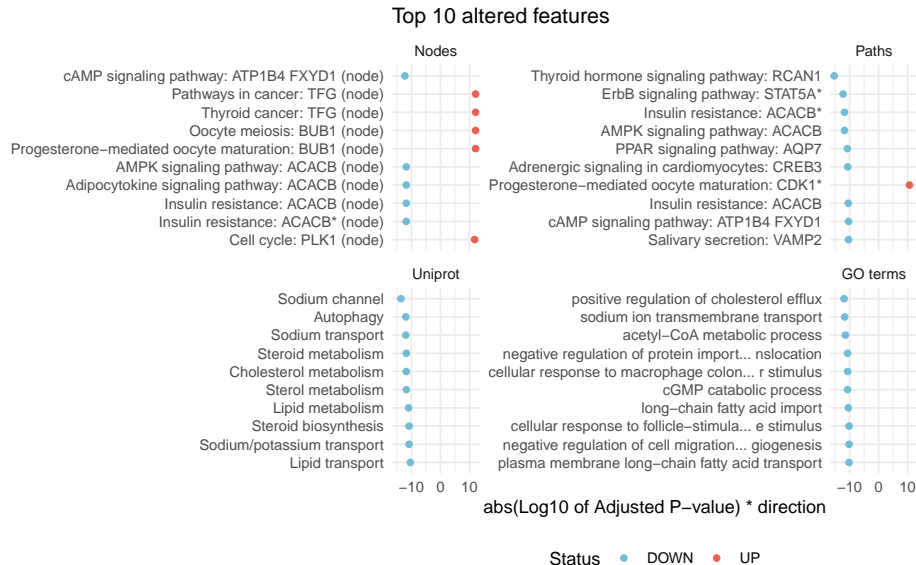 Top 10 altered features
Nodes
cAMP signaling pathway: ATP1B4 FXYD1 (node)
Pathways in cancer: TFG (node)
Thyroid cancer: TFG (node)
Oocyte meiosis: BUB1 (node)
Progesterone−mediated oocyte maturation: BUB1 (node)
AMPK signaling pathway: ACACB (node)
Adipocytokine signaling pathway: ACACB (node)
Insulin resistance: ACACB (node)
Insulin resistance: ACACB* (node)
Cell cycle: PLK1 (node)
Paths
Thyroid hormone signaling pathway: RCAN1
ErbB signaling pathway: STAT5A*
Insulin resistance: ACACB*
AMPK signaling pathway: ACACB
PPAR signaling pathway: AQP7
Adrenergic signaling in cardiomyocytes: CREB3
Progesterone−mediated oocyte maturation: CDK1*
Insulin resistance: ACACB
cAMP signaling pathway: ATP1B4 FXYD1
Salivary secretion: VAMP2
Uniprot
Sodium channel
Autophagy
Sodium transport
Steroid metabolism
Cholesterol metabolism
Sterol metabolism
Lipid metabolism
Steroid biosynthesis
Sodium/potassium transport
Lipid transport
−10 0 10
GO terms
positive regulation of cholesterol efflux
sodium ion transmembrane transport
acetyl−CoA metabolic process
negative regulation of protein import... nslocation
cellular response to macrophage colon... r stimulus
cGMP catabolic process
long−chain fatty acid import
cellular response to follicle−stimula... e stimulus
negative regulation of cell migration... giogenesis
plasma membrane long−chain fatty acid transport
−10 0 10
abs(Log10 of Adjusted P−value) * direction
Status DOWN UP